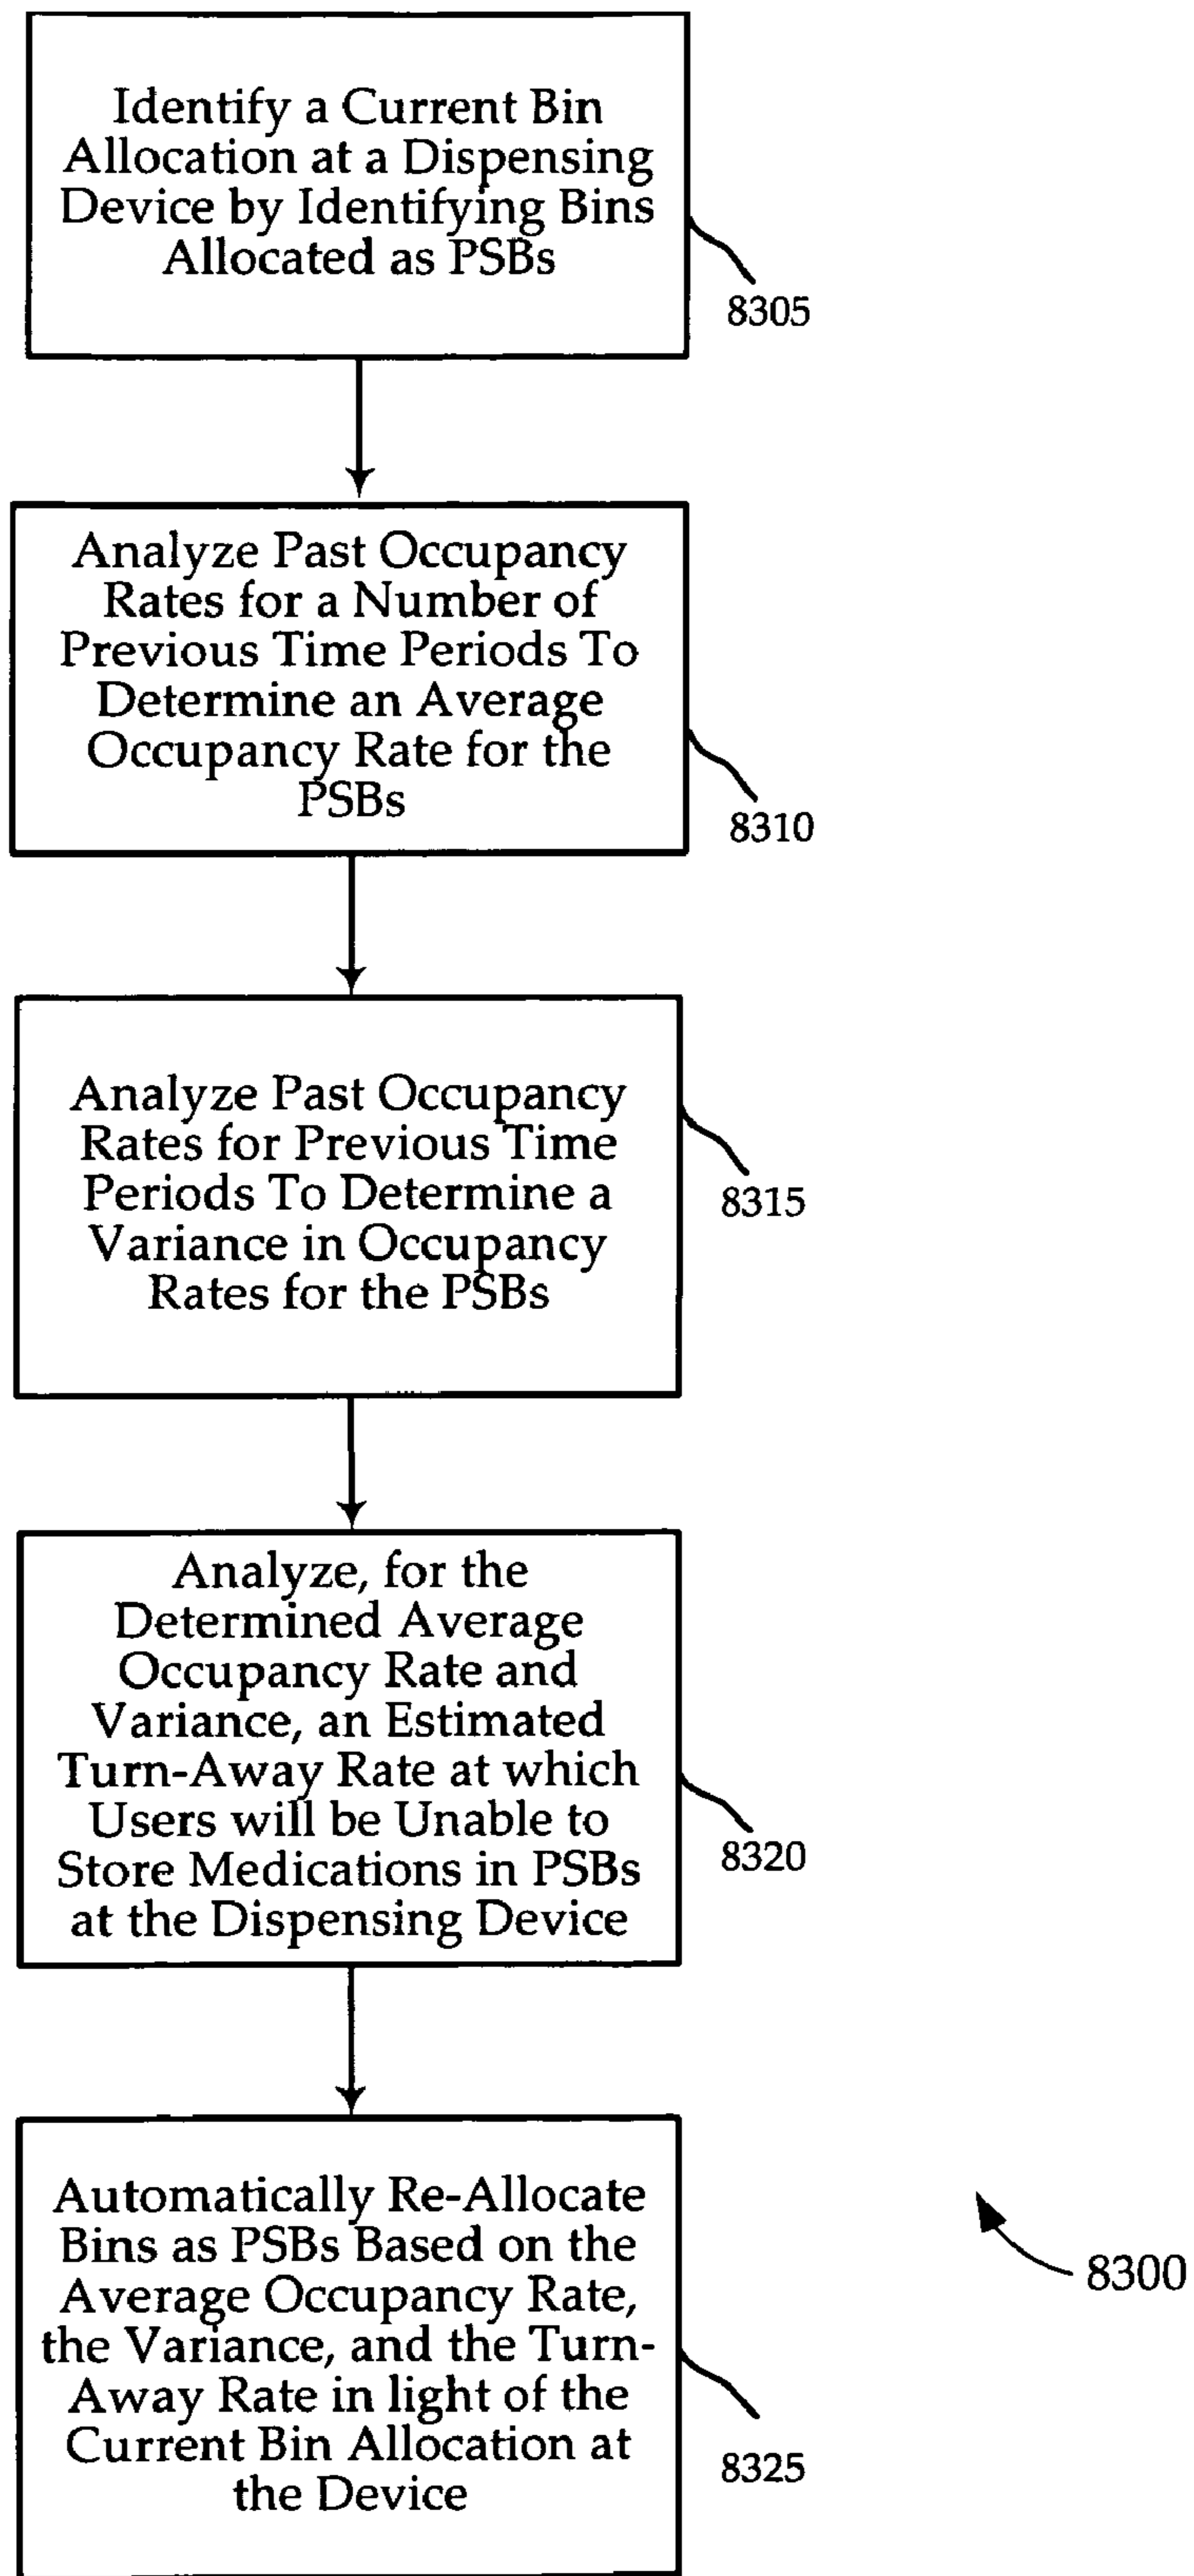 Identify a Current Bin
Allocation at a Dispensing
Device by Identifying Bins
Allocated as PSBs
8305
Analyze Past Occupancy
Rates for a Number of
Previous Time Periods To
Determine an Average
Occupancy Rate for the
PSBs
8310
Analyze Past Occupancy
Rates for Previous Time
Periods To Determine a
Variance in Occupancy
Rates for the PSBs
8315
Analyze, for the
Determined Average
Occupancy Rate and
Variance, an Estimated
Turn-Away Rate at which
Users will be Unable to
Store Medications in PSBs
at the Dispensing Device
8320
Automatically Re-Allocate
Bins as PSBs Based on the
Average Occupancy Rate,
the Variance, and the Turn-
Away Rate in light of the
Current Bin Allocation at
the Device
8325
8300